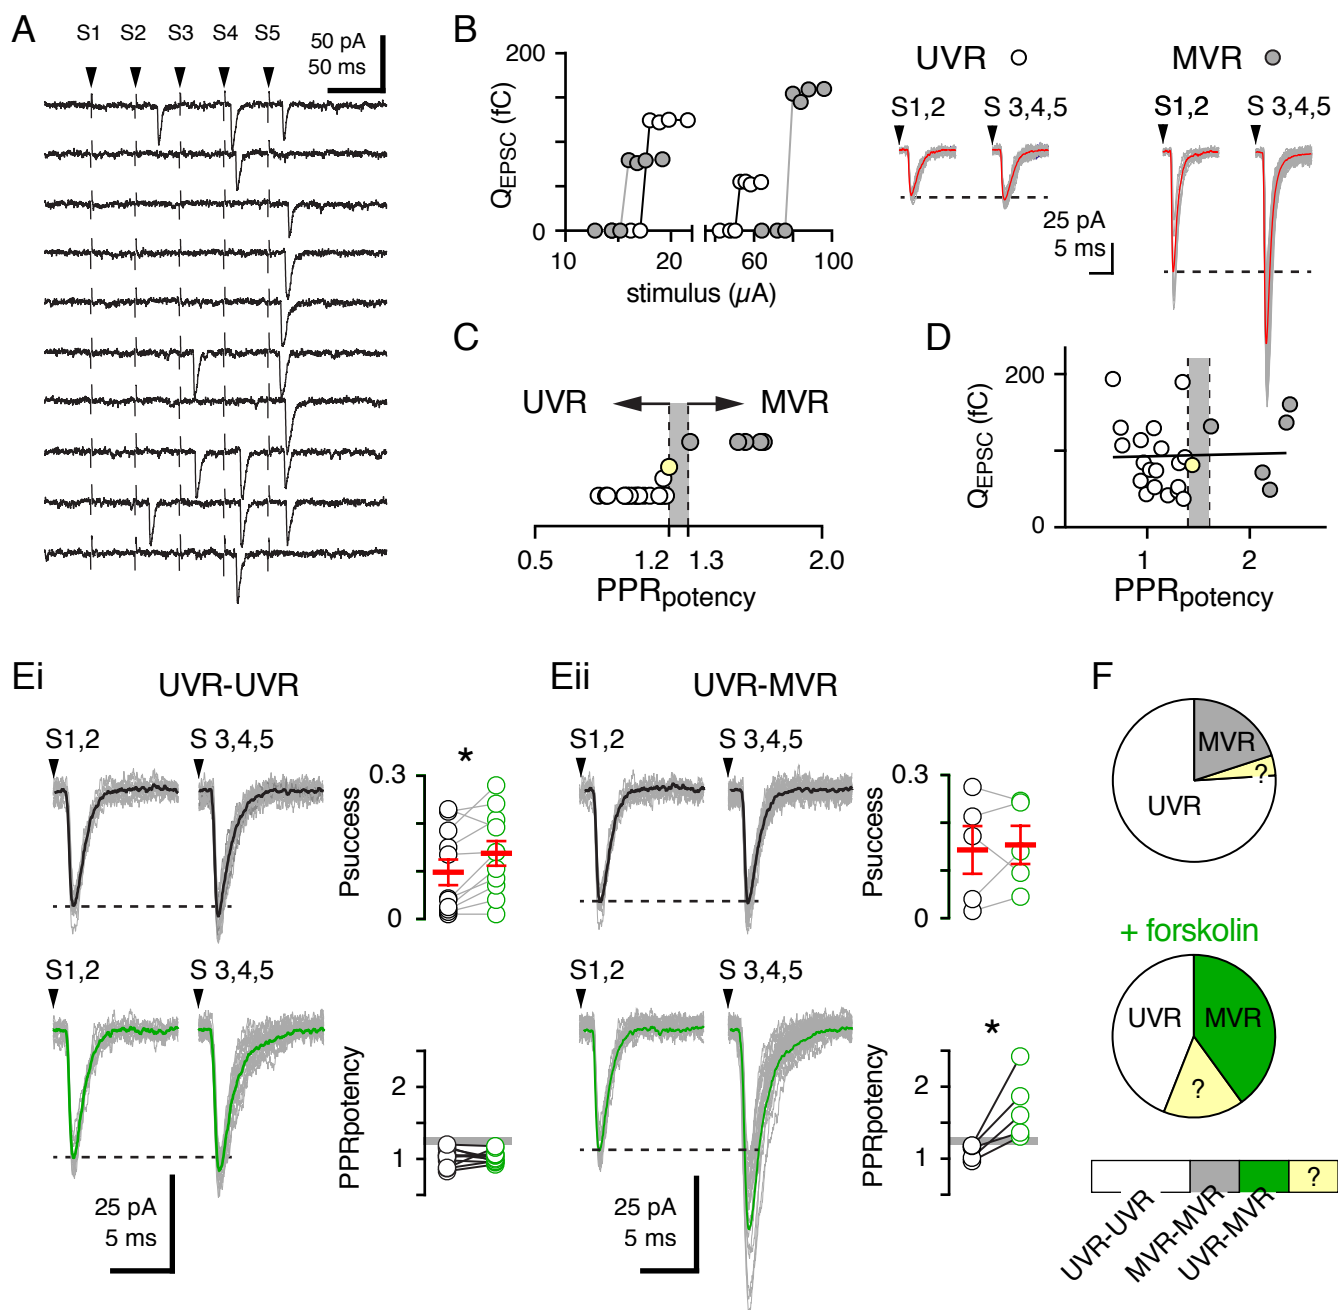 A
S1 S2 S3 S4 S5
50 pA
50 ms
B
200
0
Q_EPSC (fC)
10 20 60 100
stimulus (µA)
UVR MVR
S1,2 S 3,4,5 S1,2 S 3,4,5
25 pA
5 ms
C
UVR MVR
0.5 1.2 1.3 2.0
PPR_potency
D
200
0
Q_EPSC (fC)
1 2
PPR_potency
Ei
UVR-UVR
S1,2 S 3,4,5
*
0.3
0
Psuccess
S1,2 S 3,4,5
2
1
PPRpotency
25 pA
5 ms
Eii
UVR-MVR
S1,2 S 3,4,5
0.3
0
Psuccess
S1,2 S 3,4,5
*
2
1
PPRpotency
25 pA
5 ms
F
MVR
?
UVR
+ forskolin
UVR MVR
?
?
UVR-UVR
MVR-MVR
UVR-MVR